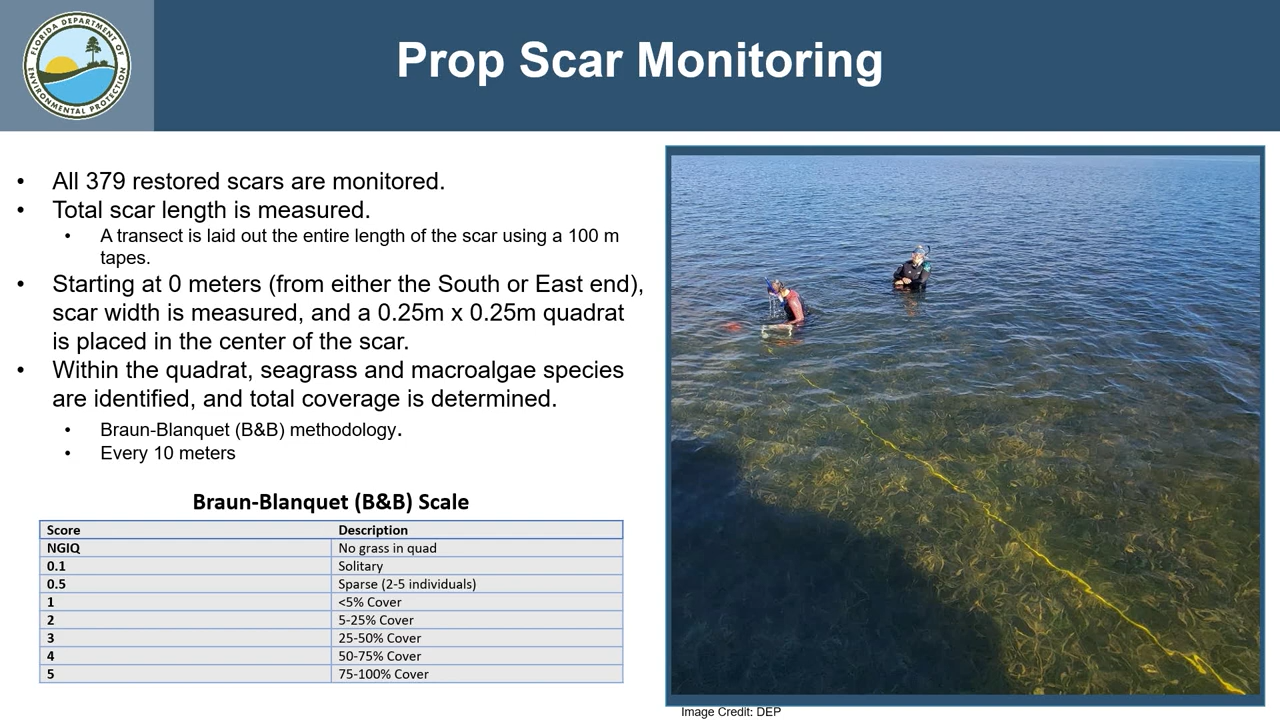 FLORIDA DEPARTMENT OF
ENVIRONMENTAL PROTECTION
Prop Scar Monitoring
• All 379 restored scars are monitored.
• Total scar length is measured.
• A transect is laid out the entire length of the scar using a 100 m
tapes.
• Starting at 0 meters (from either the South or East end),
scar width is measured, and a 0.25m x 0.25m quadrat
is placed in the center of the scar.
• Within the quadrat, seagrass and macroalgae species
are identified, and total coverage is determined.
• Braun-Blanquet (B&B) methodology.
• Every 10 meters
Braun-Blanquet (B&B) Scale
Score Description
NGIQ No grass in quad
0.1 Solitary
0.5 Sparse (2-5 individuals)
1 <5% Cover
2 5-25% Cover
3 25-50% Cover
4 50-75% Cover
5 75-100% Cover
Image Credit: DEP